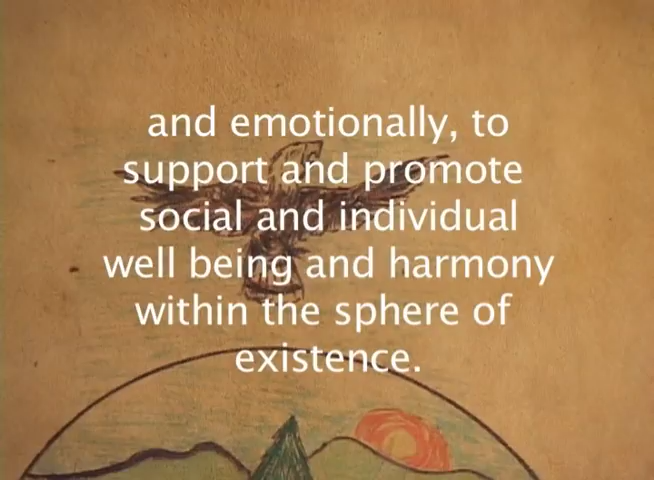 and emotionally, to
support and promote
social and individual
well being and harmony
within the sphere of
existence.